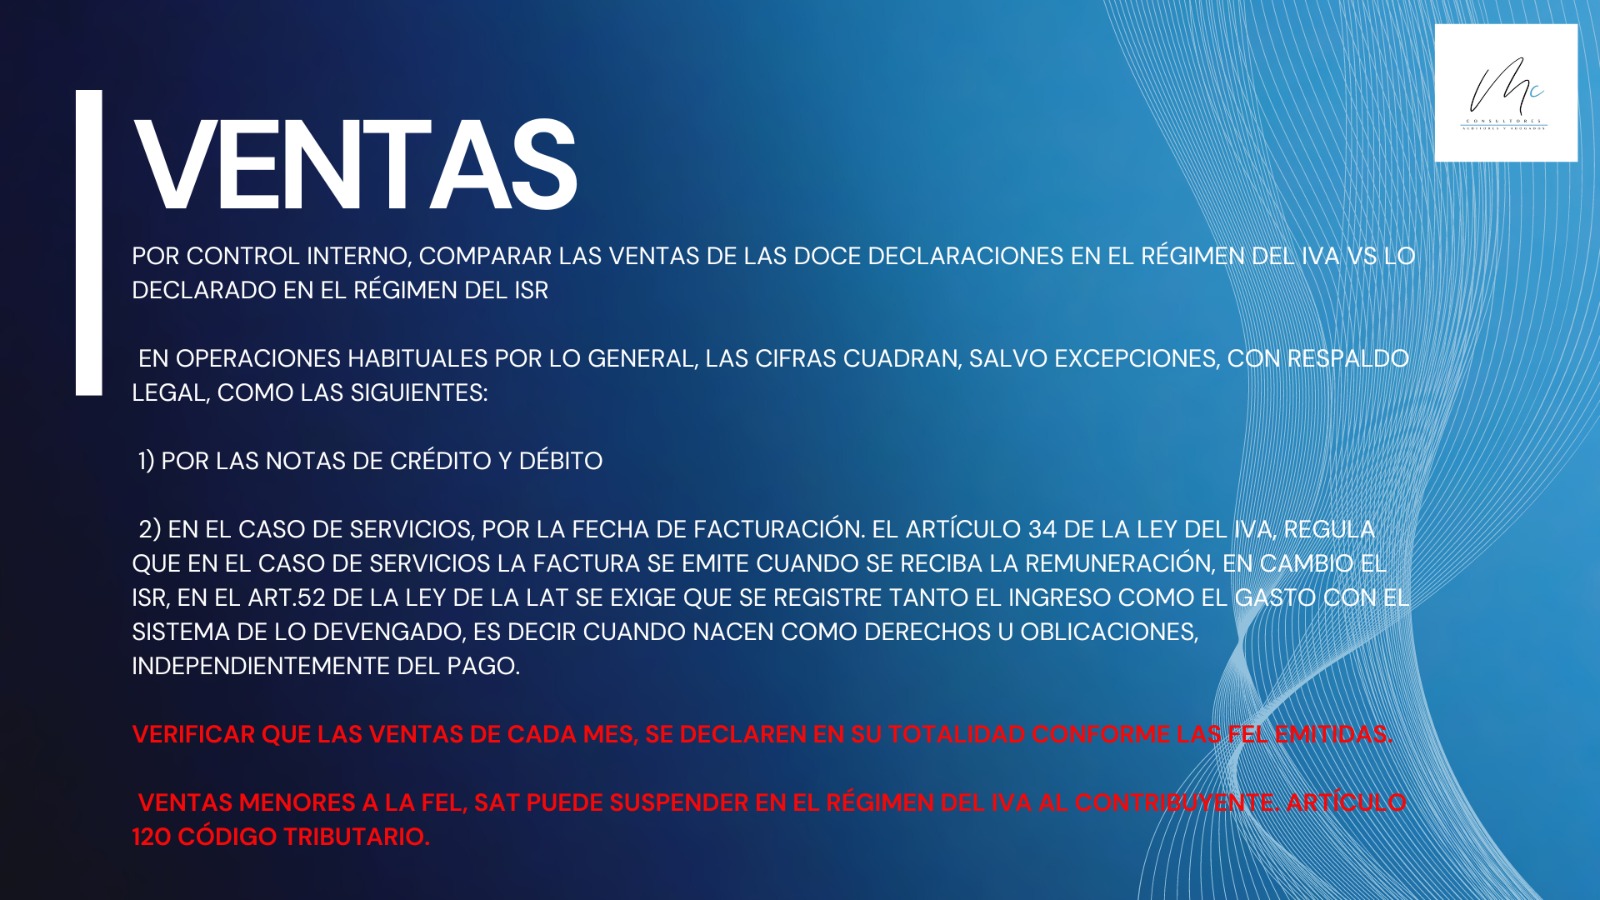 Mc
CONSULTORES
AUDITORES Y ABOGADOS
VENTAS
POR CONTROL INTERNO, COMPARAR LAS VENTAS DE LAS DOCE DECLARACIONES EN EL RÉGIMEN DEL IVA VS LO
DECLARADO EN EL RÉGIMEN DEL ISR
EN OPERACIONES HABITUALES POR LO GENERAL, LAS CIFRAS CUADRAN, SALVO EXCEPCIONES, CON RESPALDO
LEGAL, COMO LAS SIGUIENTES:
1) POR LAS NOTAS DE CRÉDITO Y DÉBITO
2) EN EL CASO DE SERVICIOS, POR LA FECHA DE FACTURACIÓN. EL ARTÍCULO 34 DE LA LEY DEL IVA, REGULA
QUE EN EL CASO DE SERVICIOS LA FACTURA SE EMITE CUANDO SE RECIBA LA REMUNERACIÓN, EN CAMBIO EL
ISR, EN EL ART.52 DE LA LEY DE LA LAT SE EXIGE QUE SE REGISTRE TANTO EL INGRESO COMO EL GASTO CON EL
SISTEMA DE LO DEVENGADO, ES DECIR CUANDO NACEN COMO DERECHOS U OBLICACIONES,
INDEPENDIENTEMENTE DEL PAGO.
VERIFICAR QUE LAS VENTAS DE CADA MES, SE DECLAREN EN SU TOTALIDAD CONFORME LAS FEL EMITIDAS.
VENTAS MENORES A LA FEL, SAT PUEDE SUSPENDER EN EL RÉGIMEN DEL IVA AL CONTRIBUYENTE. ARTÍCULO
120 CÓDIGO TRIBUTARIO.